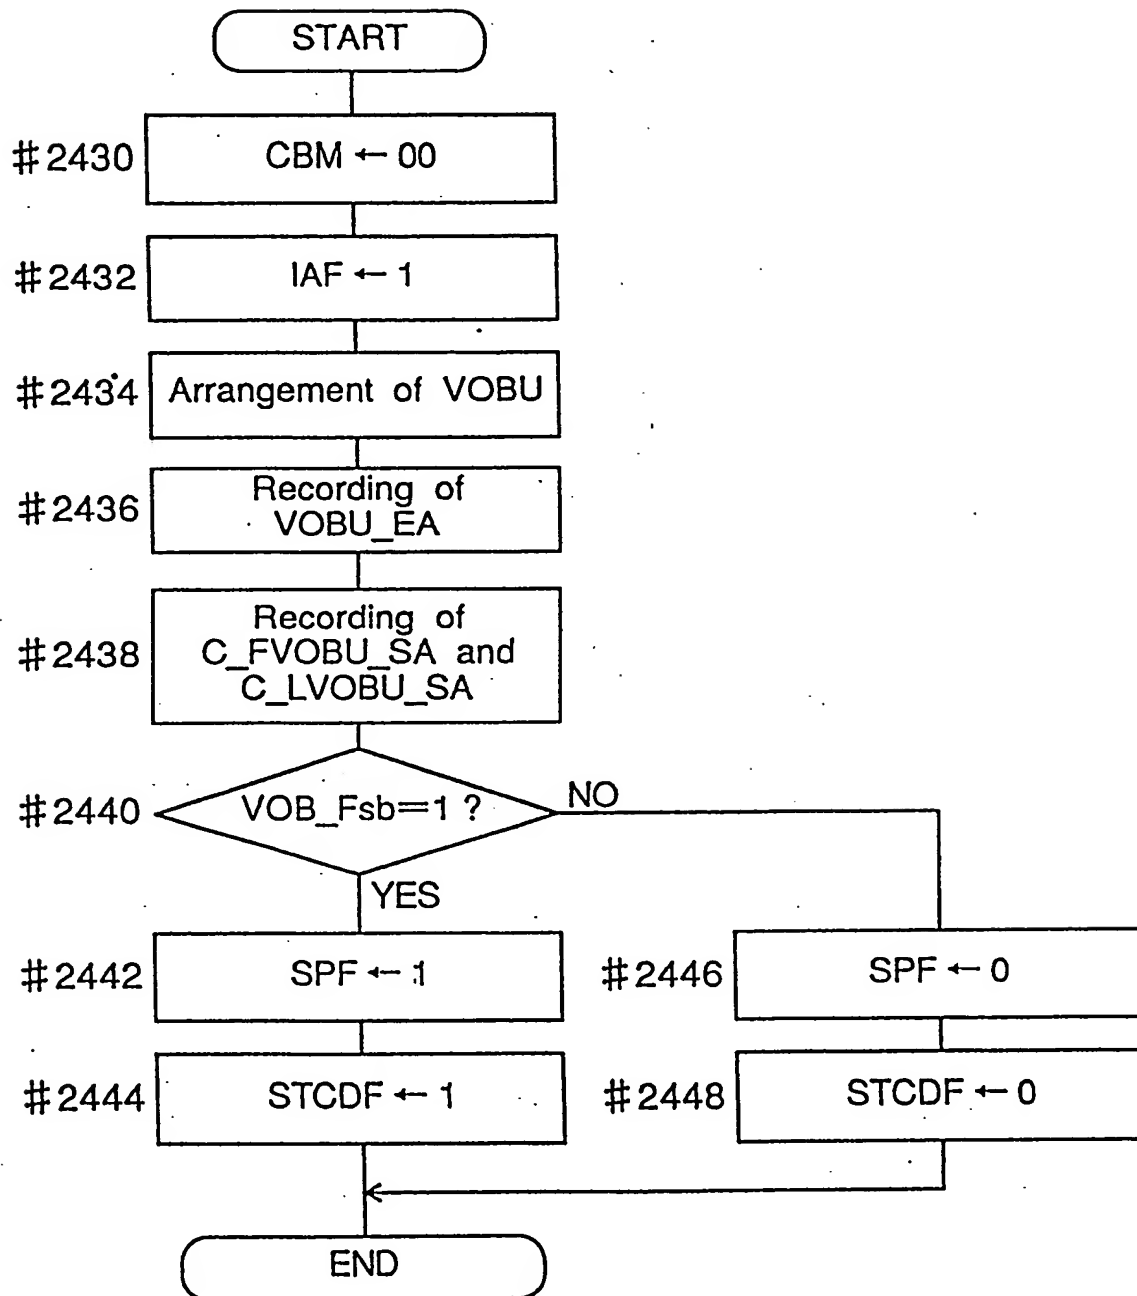 START
#2430
CBM ← 00
#2432
IAF ← 1
#2434
Arrangement of VOBU
#2436
Recording of
VOBU_EA
#2438
Recording of
C_FVOBU_SA and
C_LVOBU_SA
#2440
VOB_Fsb=1 ?
NO
YES
#2442
SPF ← 1
#2446
SPF ← 0
#2444
STCDF ← 1
#2448
STCDF ← 0
END